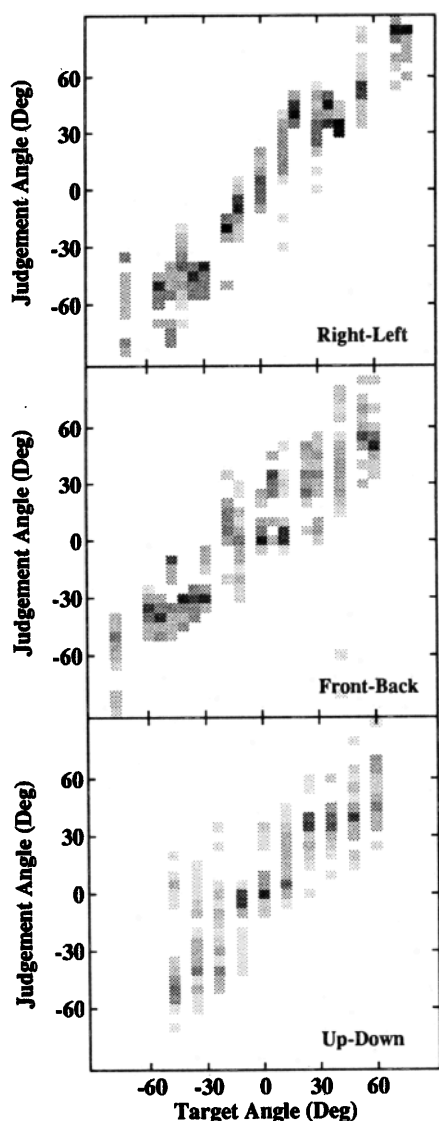 Judgement Angle (Deg)
60
30
0
-30
-60
Right-Left
Judgement Angle (Deg)
60
30
0
-30
-60
Front-Back
Judgement Angle (Deg)
60
30
0
-30
-60
Up-Down
-60 -30 0 30 60
Target Angle (Deg)